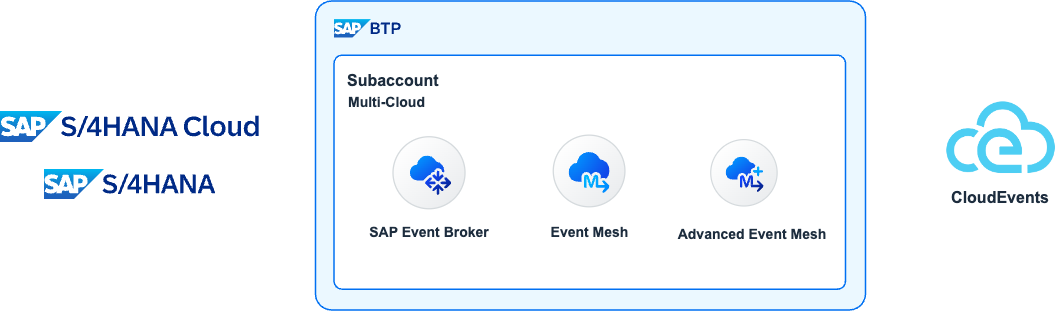 SAP BTP
Subaccount
Multi-Cloud
SAP S/4HANA Cloud
SAP S/4HANA
M
M
SAP Event Broker
Event Mesh
Advanced Event Mesh
ce
CloudEvents